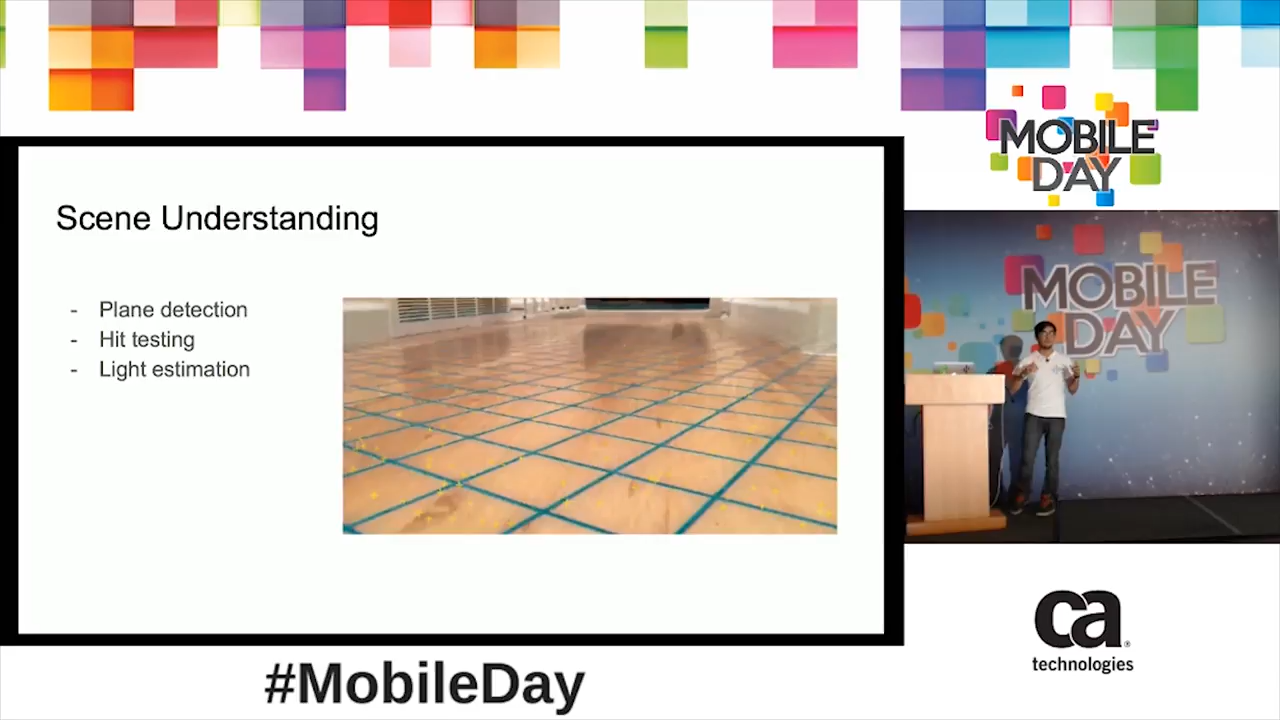 MOBILE
DAY
Scene Understanding
- Plane detection
- Hit testing
- Light estimation
MOBILE
DAY
ca
technologies
#MobileDay